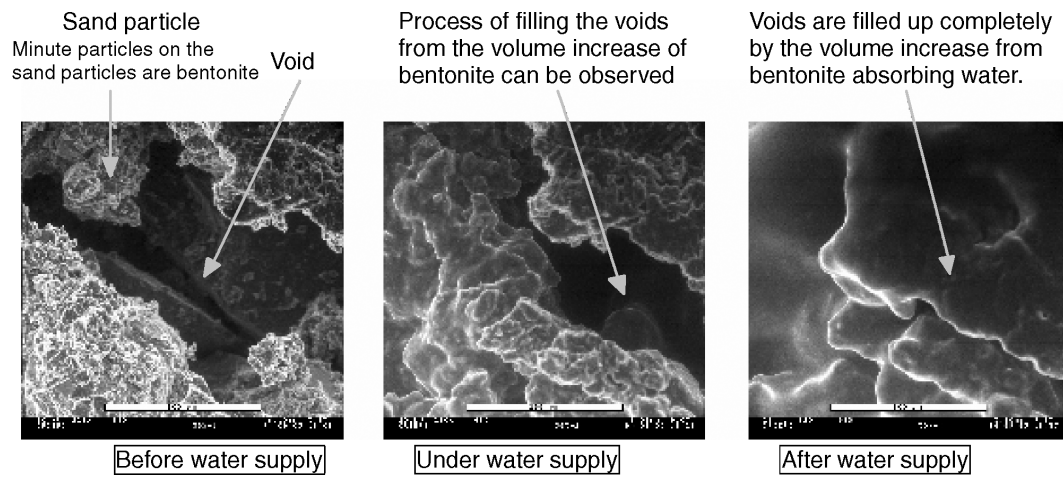 Sand particle
Minute particles on the
sand particles are bentonite
Void
Process of filling the voids
from the volume increase of
bentonite can be observed
Voids are filled up completely
by the volume increase from
bentonite absorbing water.
Before water supply
Under water supply
After water supply